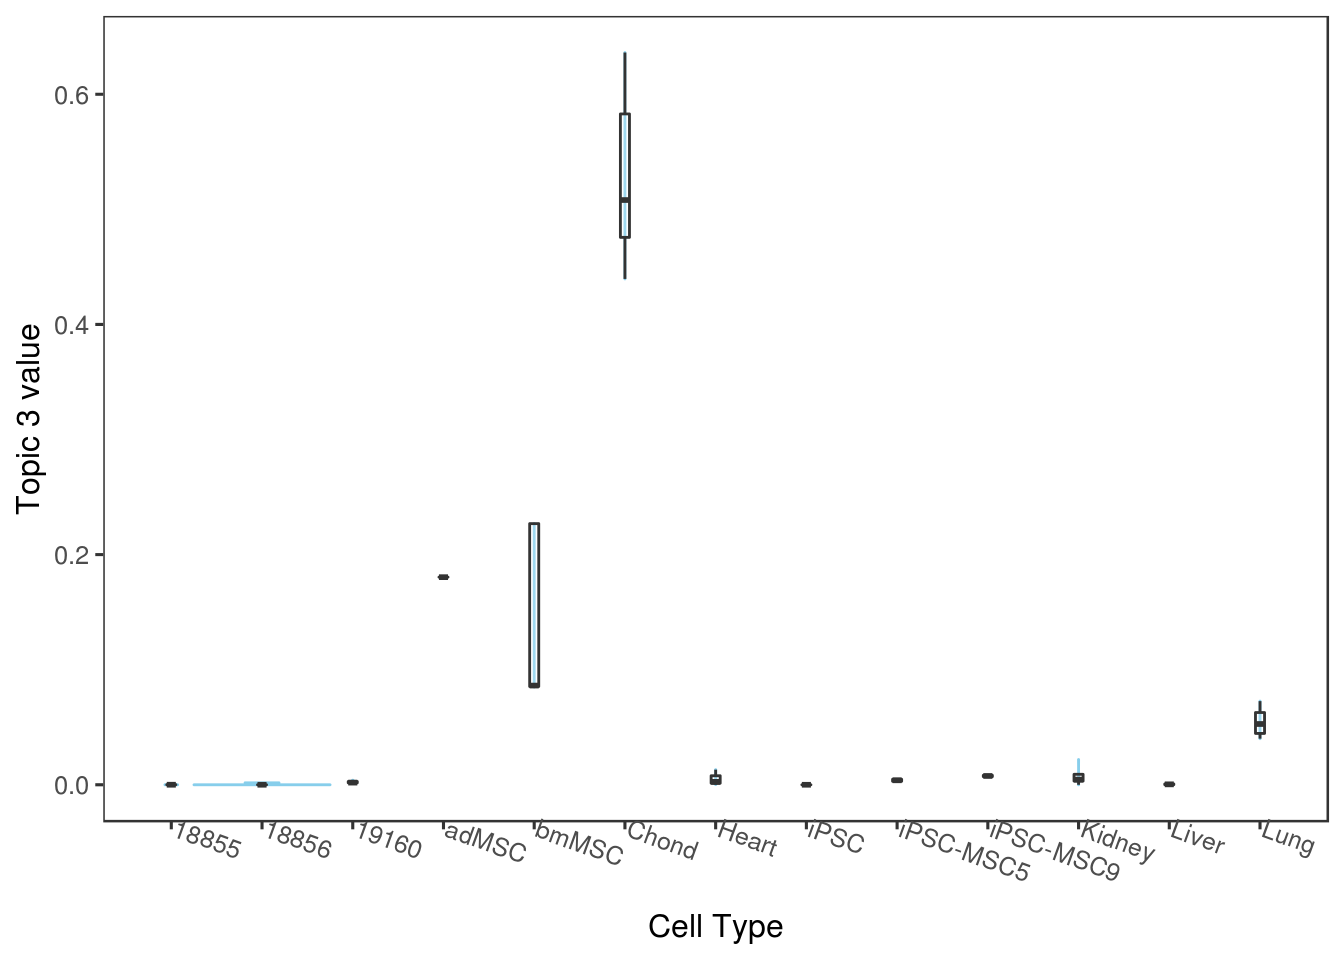 0.6
0.4
0.2
0.0
Topic 3 value
18855
18856
19160
adMSC
bmMSC
Chond
Heart
iPSC
iPSC-MSC5
iPSC-MSC9
Kidney
Liver
Lung
Cell Type